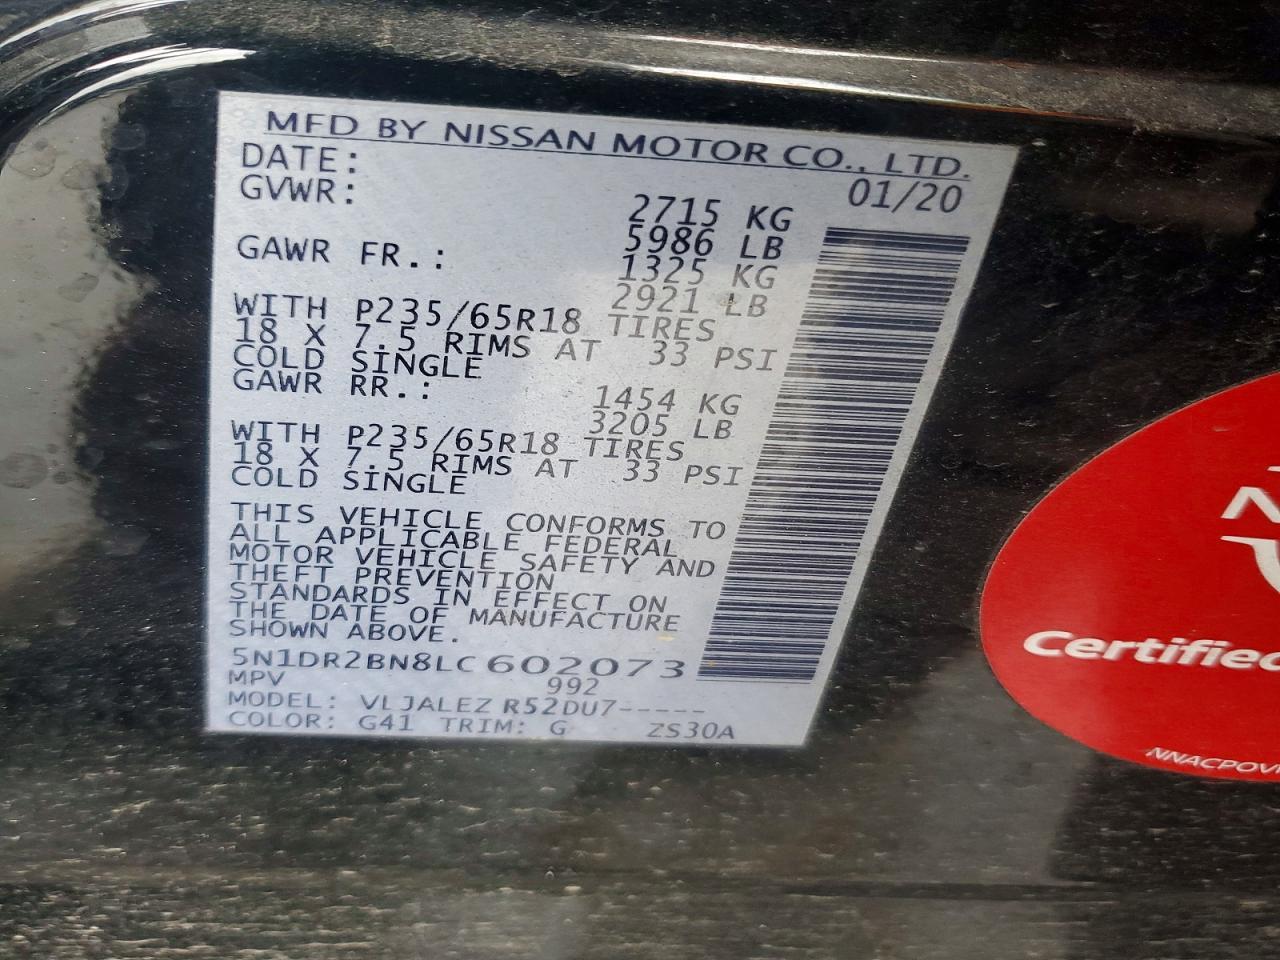 MFD BY NISSAN MOTOR CO., LTD.
DATE: 01/20
GVWR: 2715 KG
5986 LB
GAWR FR.: 1325 KG
2921 LB
WITH P235/65R18 TIRES
18 X 7.5 RIMS AT 33 PSI
COLD SINGLE
GAWR RR.: 1454 KG
3205 LB
WITH P235/65R18 TIRES
18 X 7.5 RIMS AT 33 PSI
COLD SINGLE
THIS VEHICLE CONFORMS TO
ALL APPLICABLE FEDERAL
MOTOR VEHICLE SAFETY AND
THEFT PREVENTION
STANDARDS IN EFFECT ON
THE DATE OF MANUFACTURE
SHOWN ABOVE.
5N1DR2BN8LC602073
MPV 992
MODEL: VLJALEZ R52DU7-----
COLOR: G41 TRIM: G ZS30A
Certified